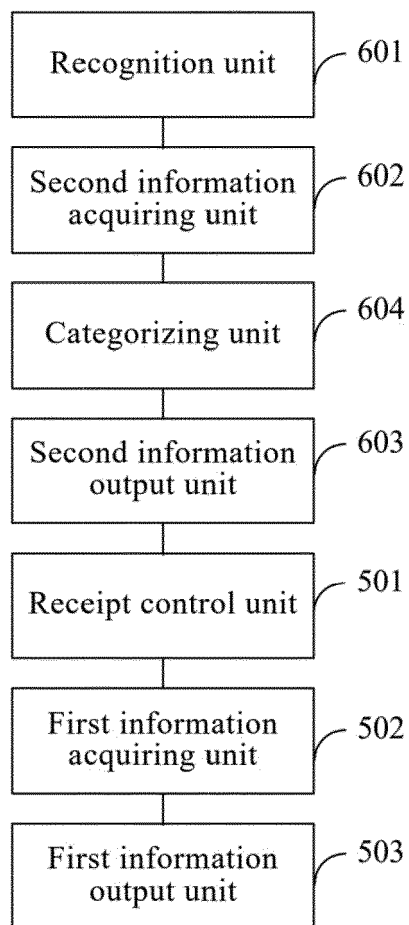 Recognition unit
601
Second information
acquiring unit
602
Categorizing unit
604
Second information
output unit
603
Receipt control unit
501
First information
acquiring unit
502
First information
output unit
503